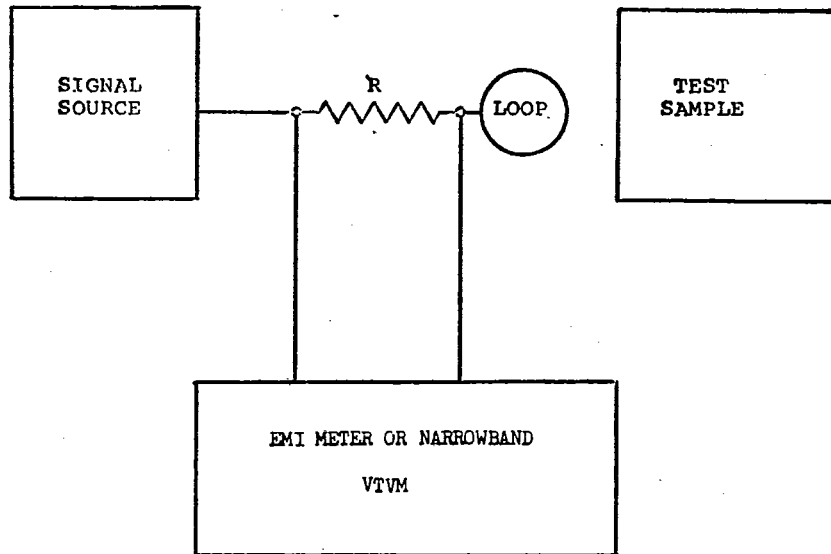 SIGNAL
SOURCE
R
LOOP
TEST
SAMPLE
EMI METER OR NARROWBAND
VTVM